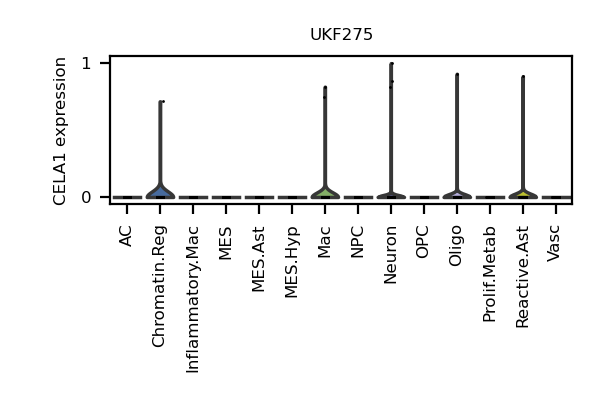 UKF275
CELA1 expression
1
0
AC
Chromatin.Reg
Inflammatory.Mac
MES
MES.Ast
MES.Hyp
Mac
NPC
Neuron
OPC
Oligo
Prolif.Metab
Reactive.Ast
Vasc